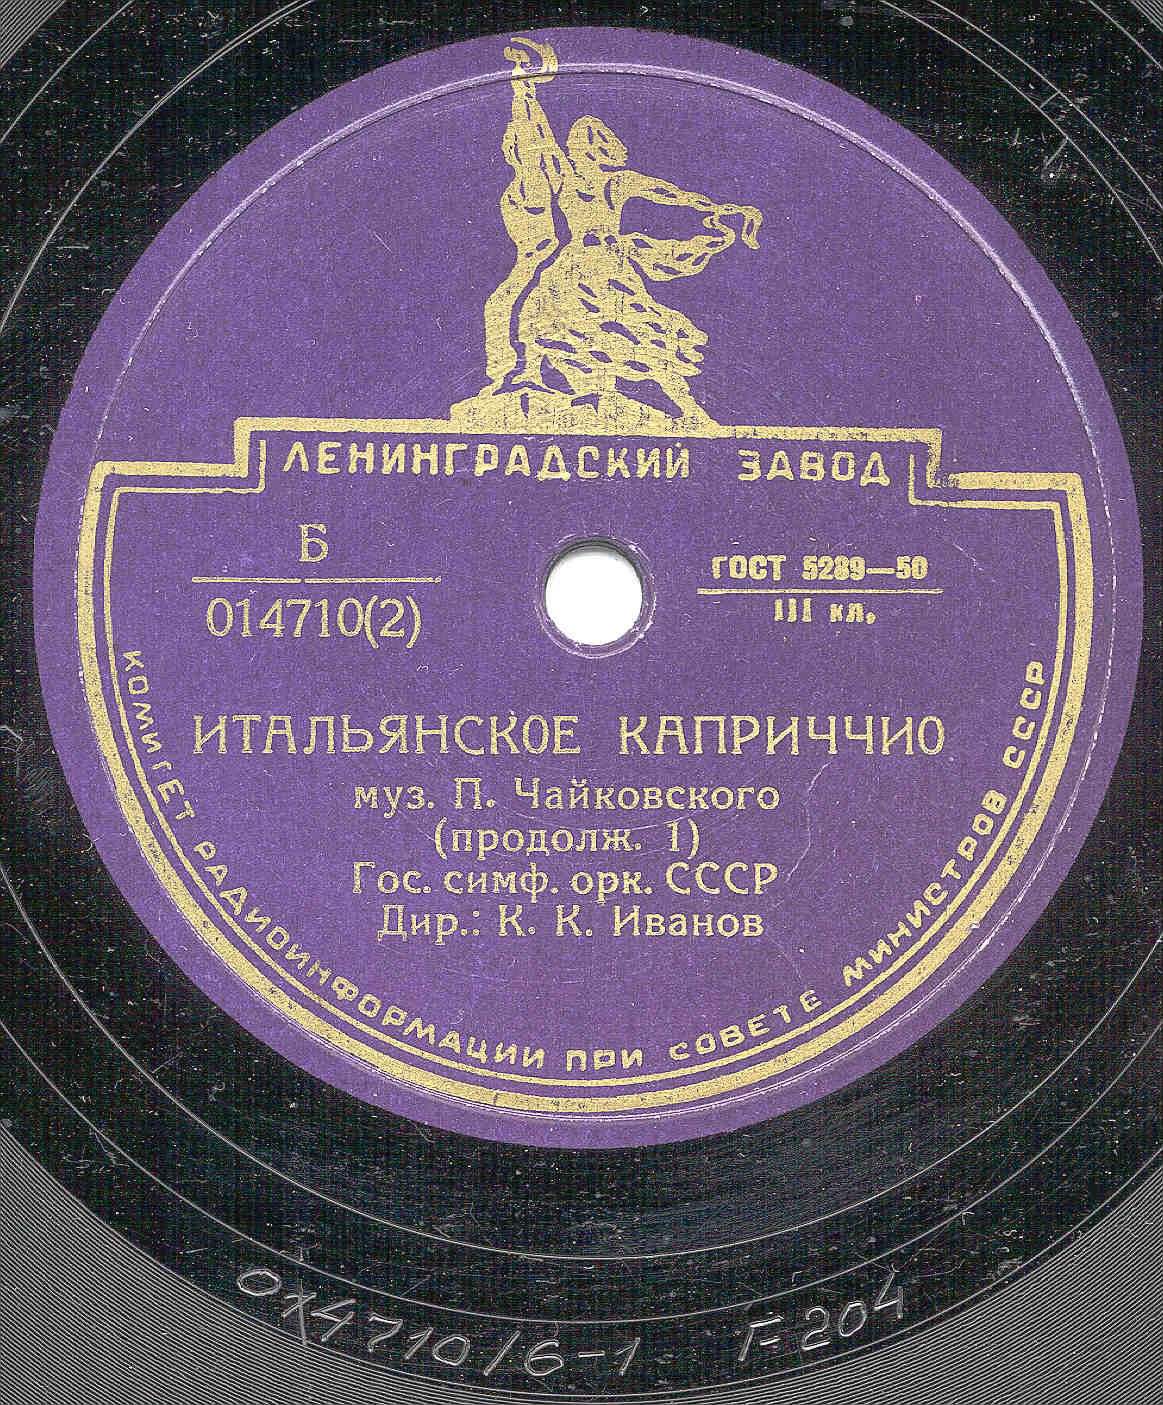 ЛЕНИНГРАДСКИЙ ЗАВОД
Б
014710(2)
ГОСТ 5289—50
III кл.
ИТАЛЬЯНСКОЕ КАПРИЧЧИО
муз. П. Чайковского
(продолж. 1)
Гос. симф. орк. СССР
Дир.: К. К. Иванов
КОМИТЕТ РАДИОИНФОРМАЦИИ ПРИ СОВЕТЕ МИНИСТРОВ СССР
014710/6-1 F204